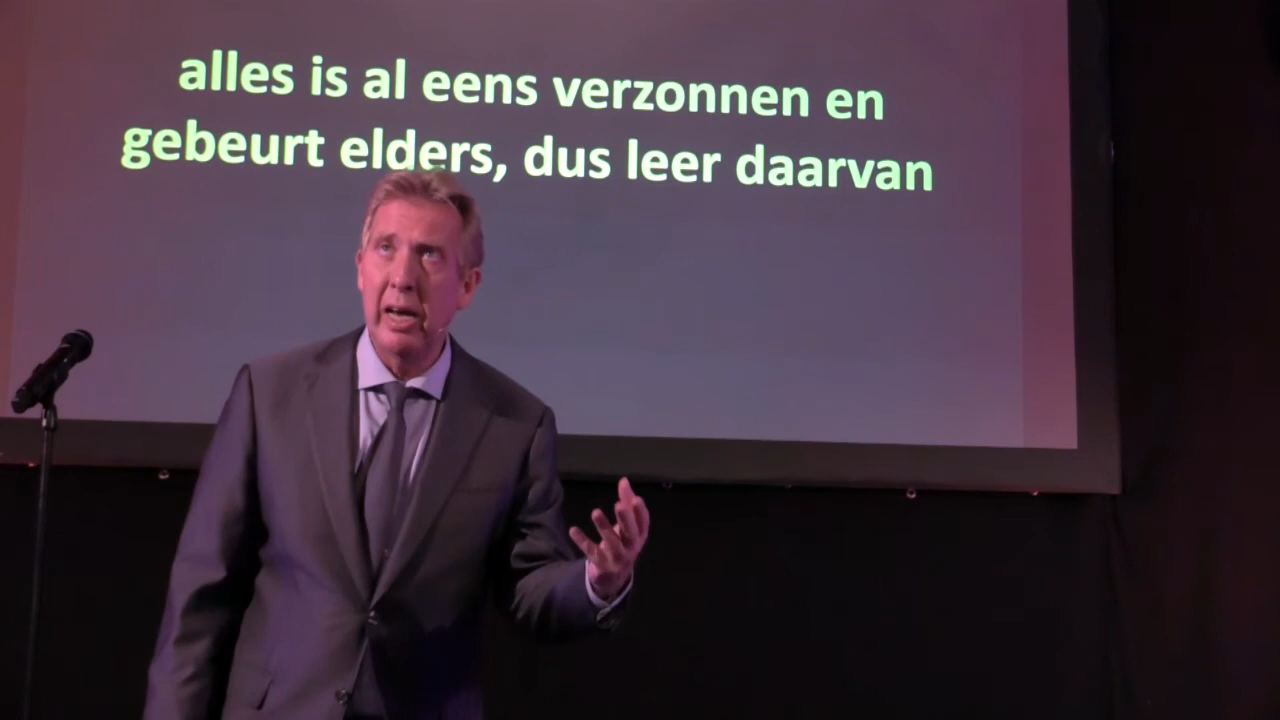 alles is al eens verzonnen en
gebeurt elders, dus leer daarvan